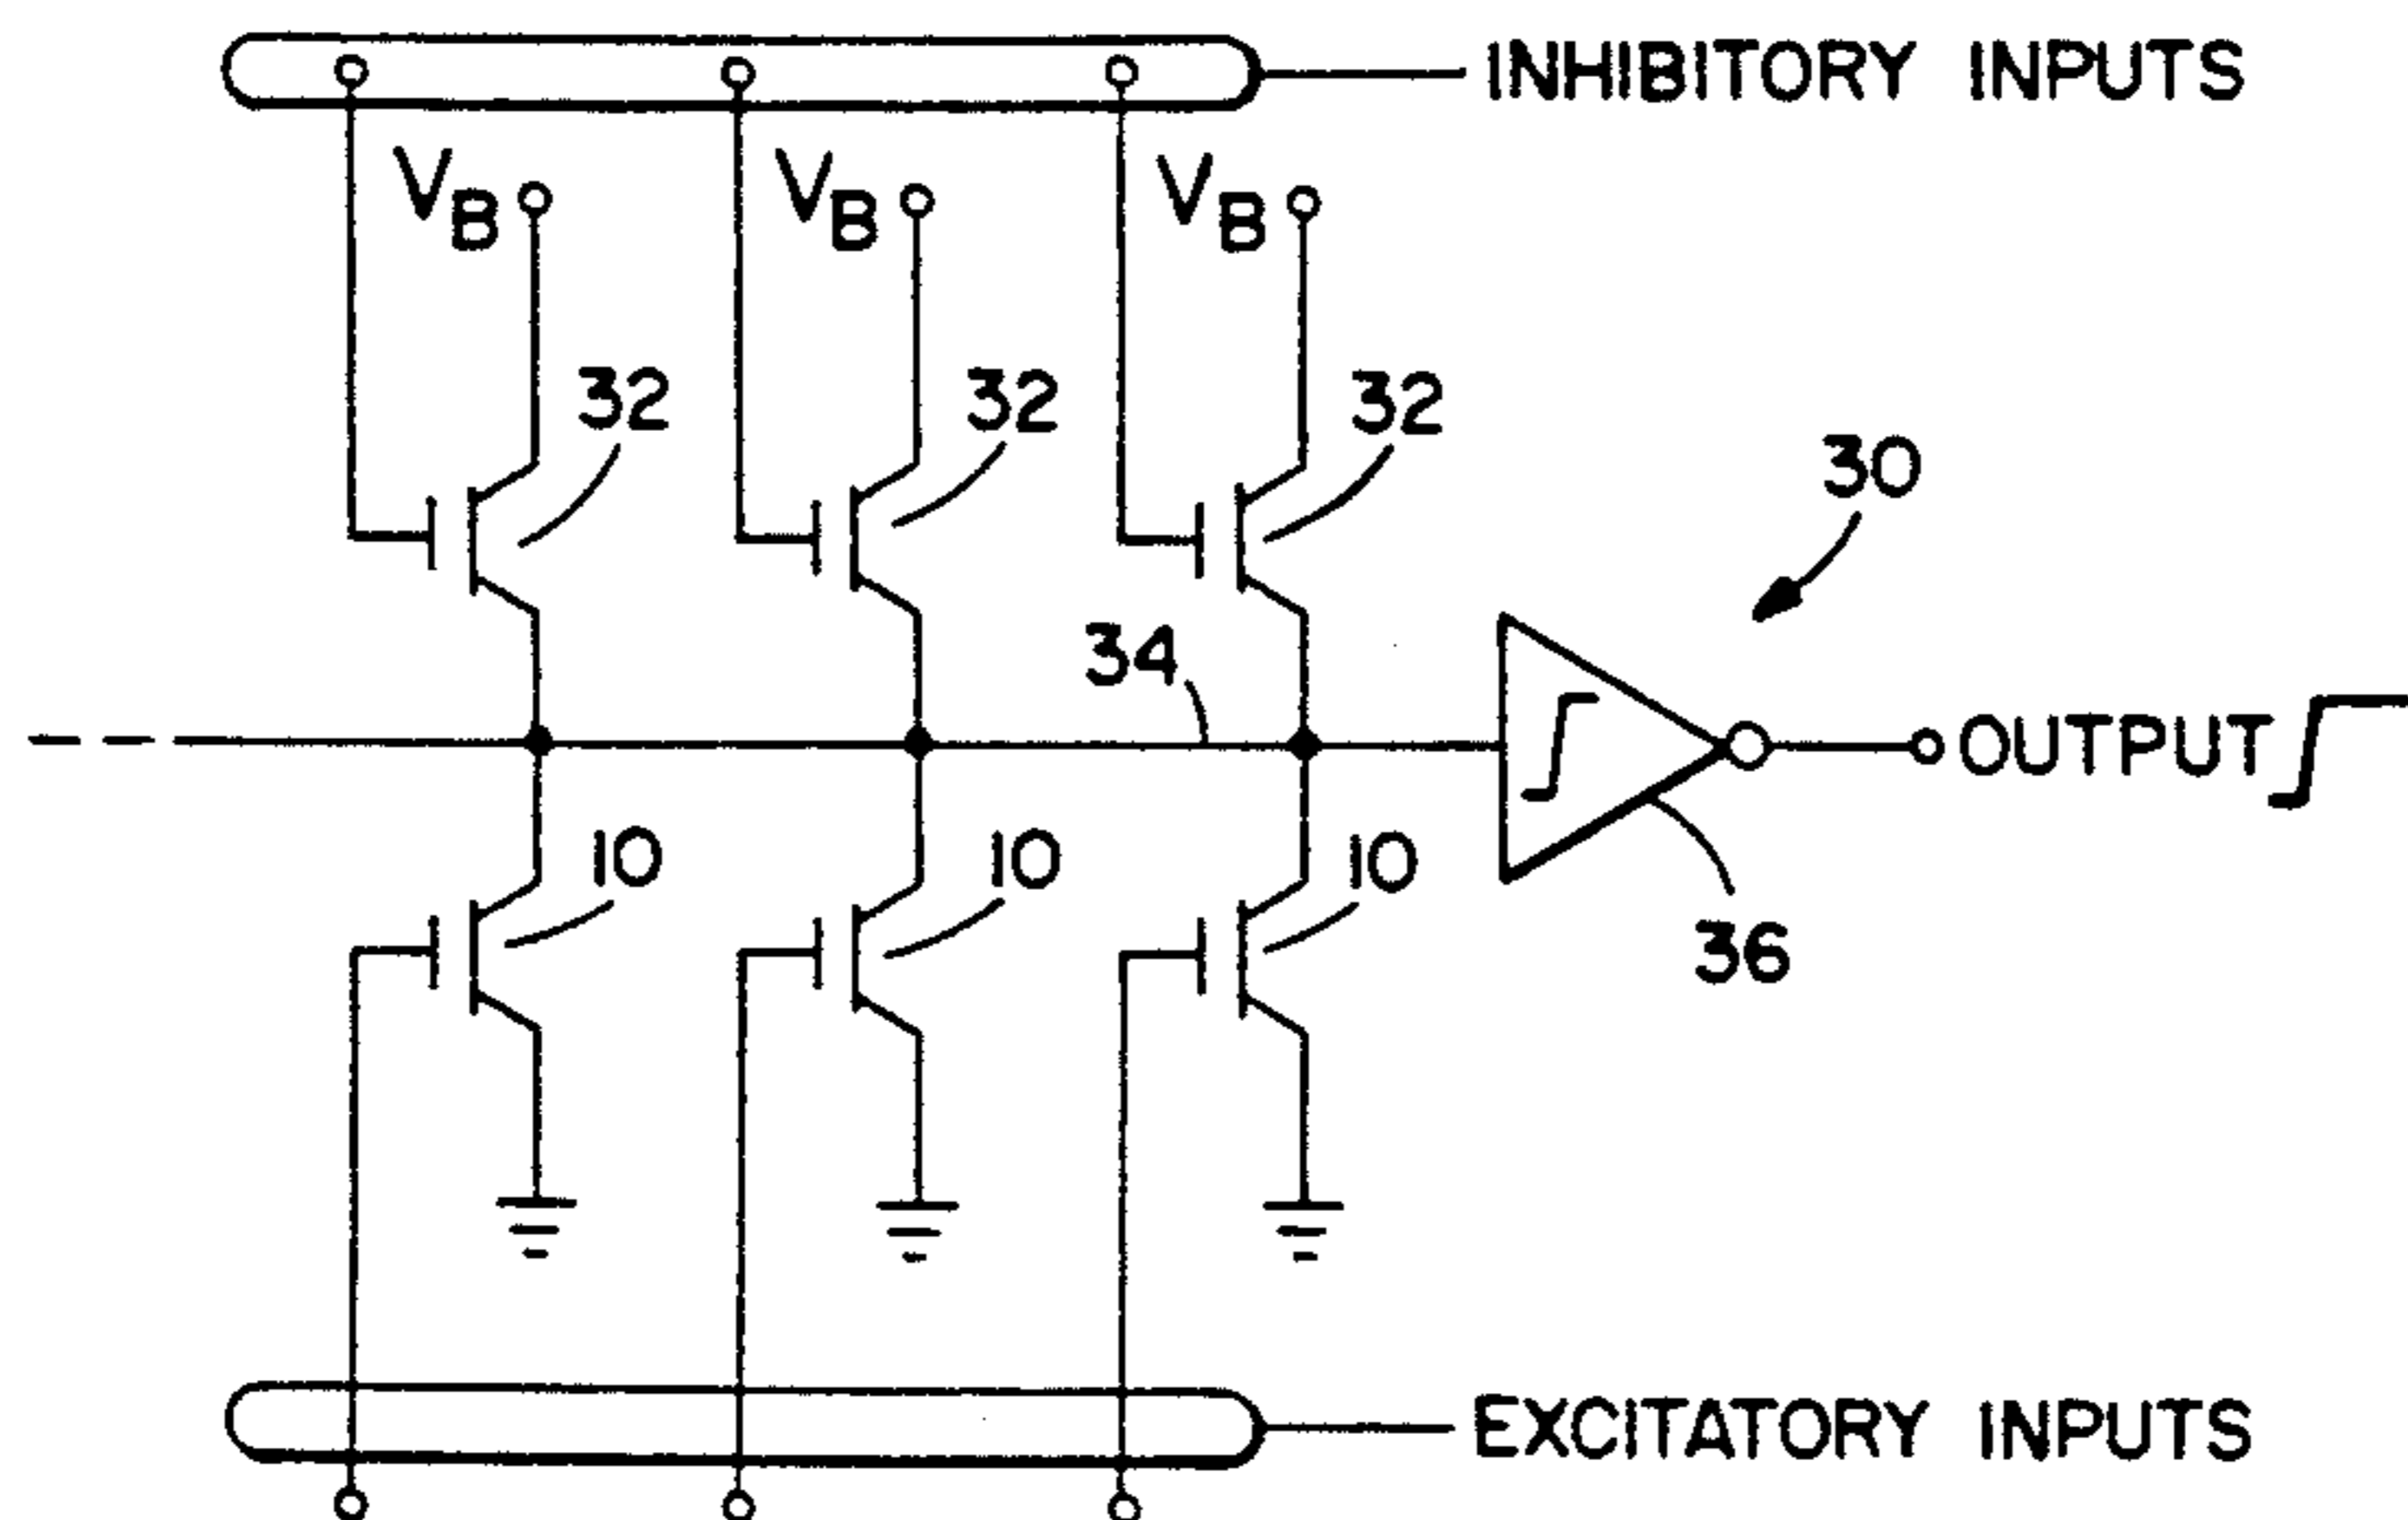 INHIBITORY INPUTS
VB VB VB
32 32 32
30
34
OUTPUT
10 10 10
36
EXCITATORY INPUTS